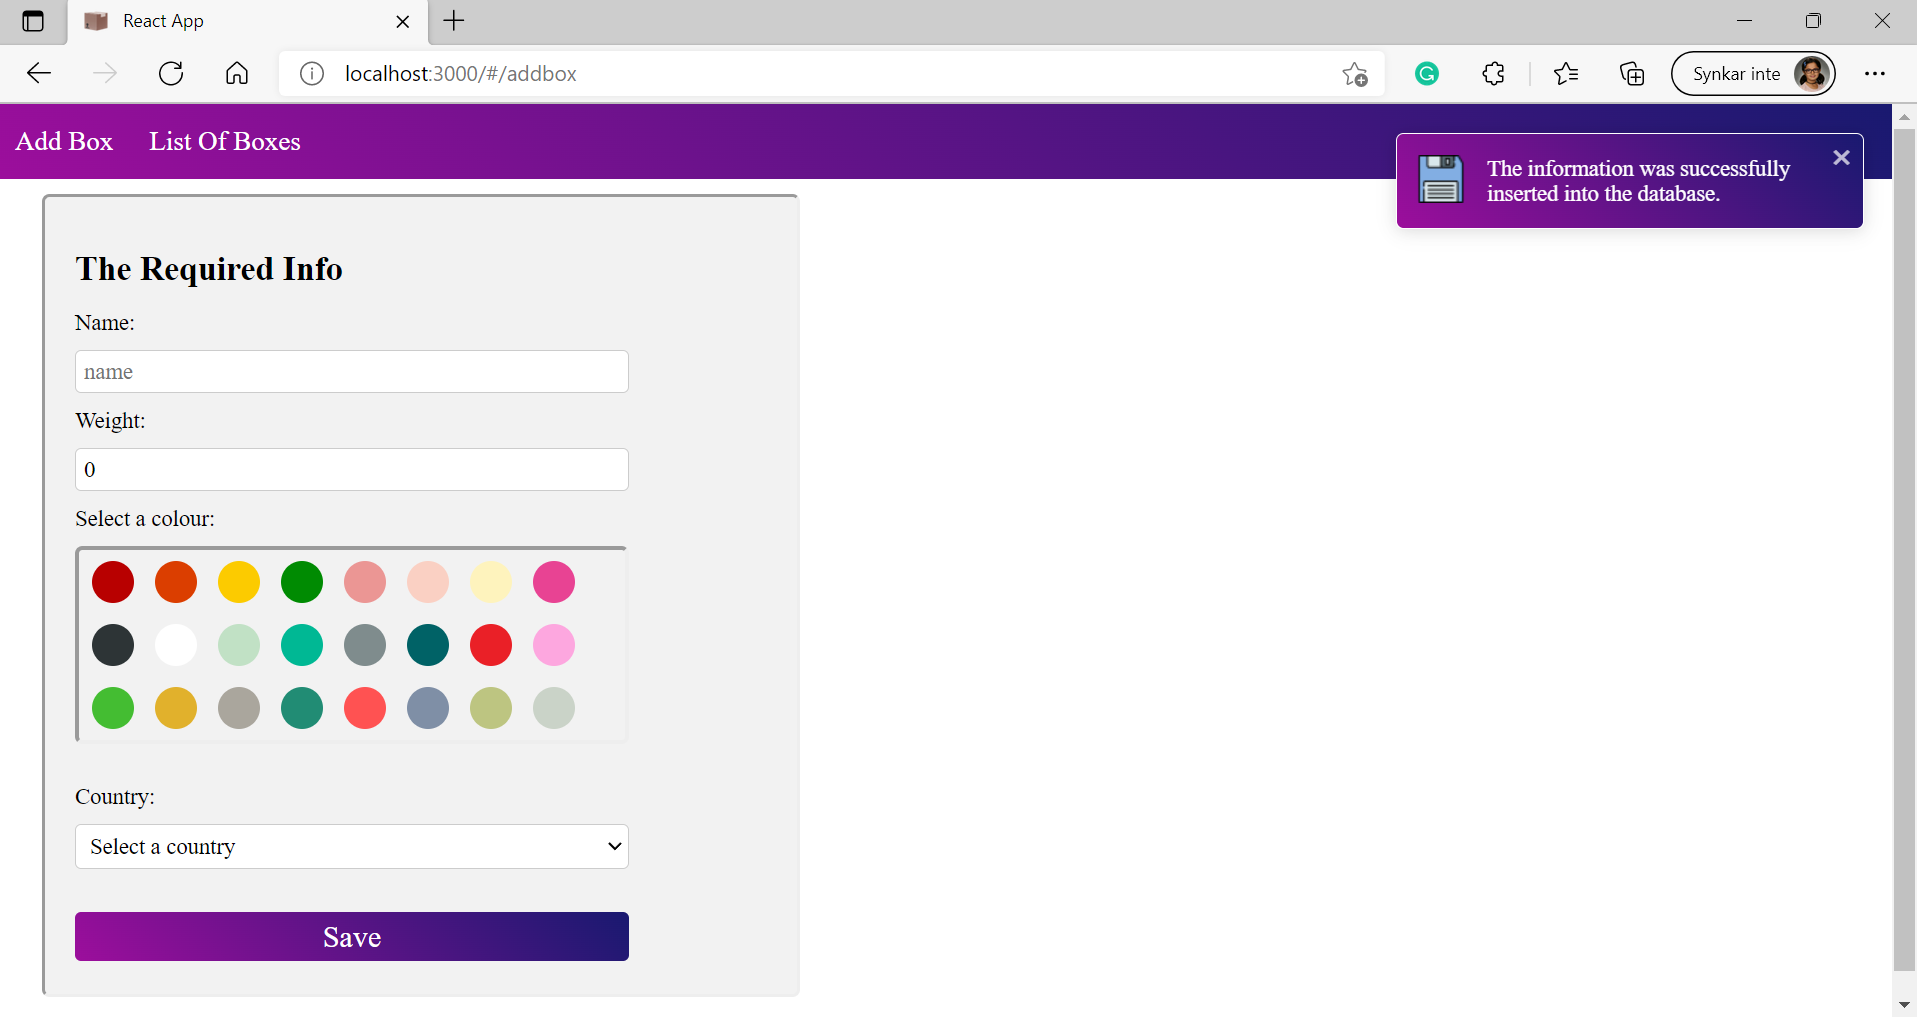 React App
localhost:3000/#/addbox
Synkar inte
Add Box
List Of Boxes
The information was successfully
inserted into the database.
The Required Info
Name:
name
Weight:
0
Select a colour:
Country:
Select a country
Save